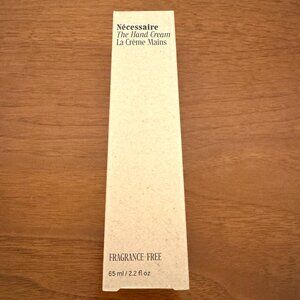 Nécessaire
The Hand Cream
La Crème Mains
FRAGRANCE-FREE
65 ml / 2.2 fl oz